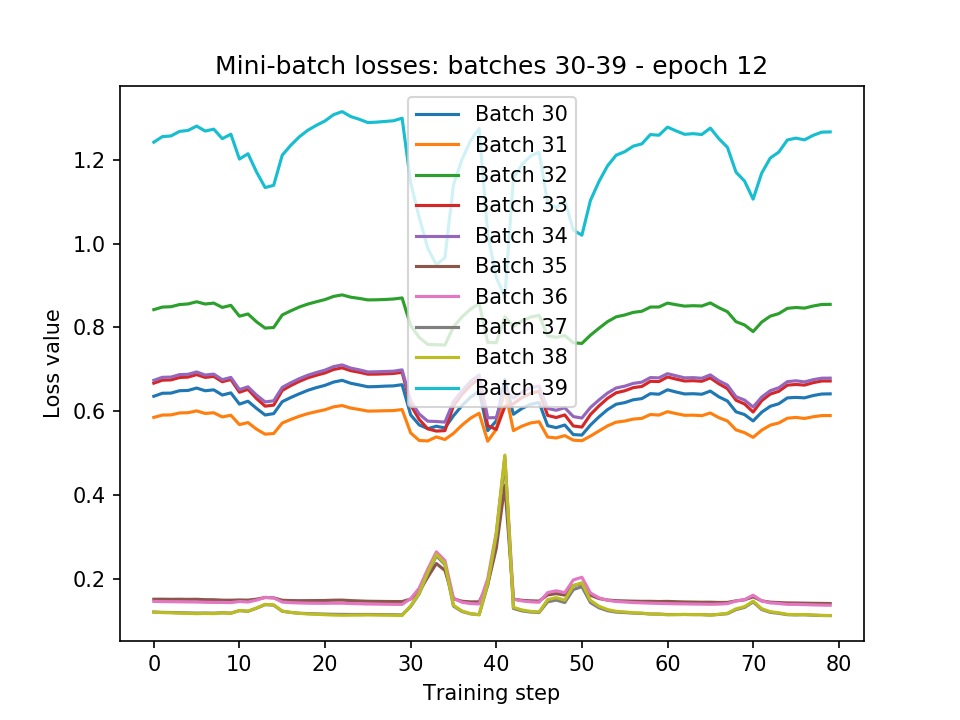 Mini-batch losses: batches 30-39 - epoch 12
Batch 30
Batch 31
Batch 32
Batch 33
Batch 34
Batch 35
Batch 36
Batch 37
Batch 38
Batch 39
1.2
1.0
0.8
0.6
0.4
0.2
Loss value
0 10 20 30 40 50 60 70 80
Training step